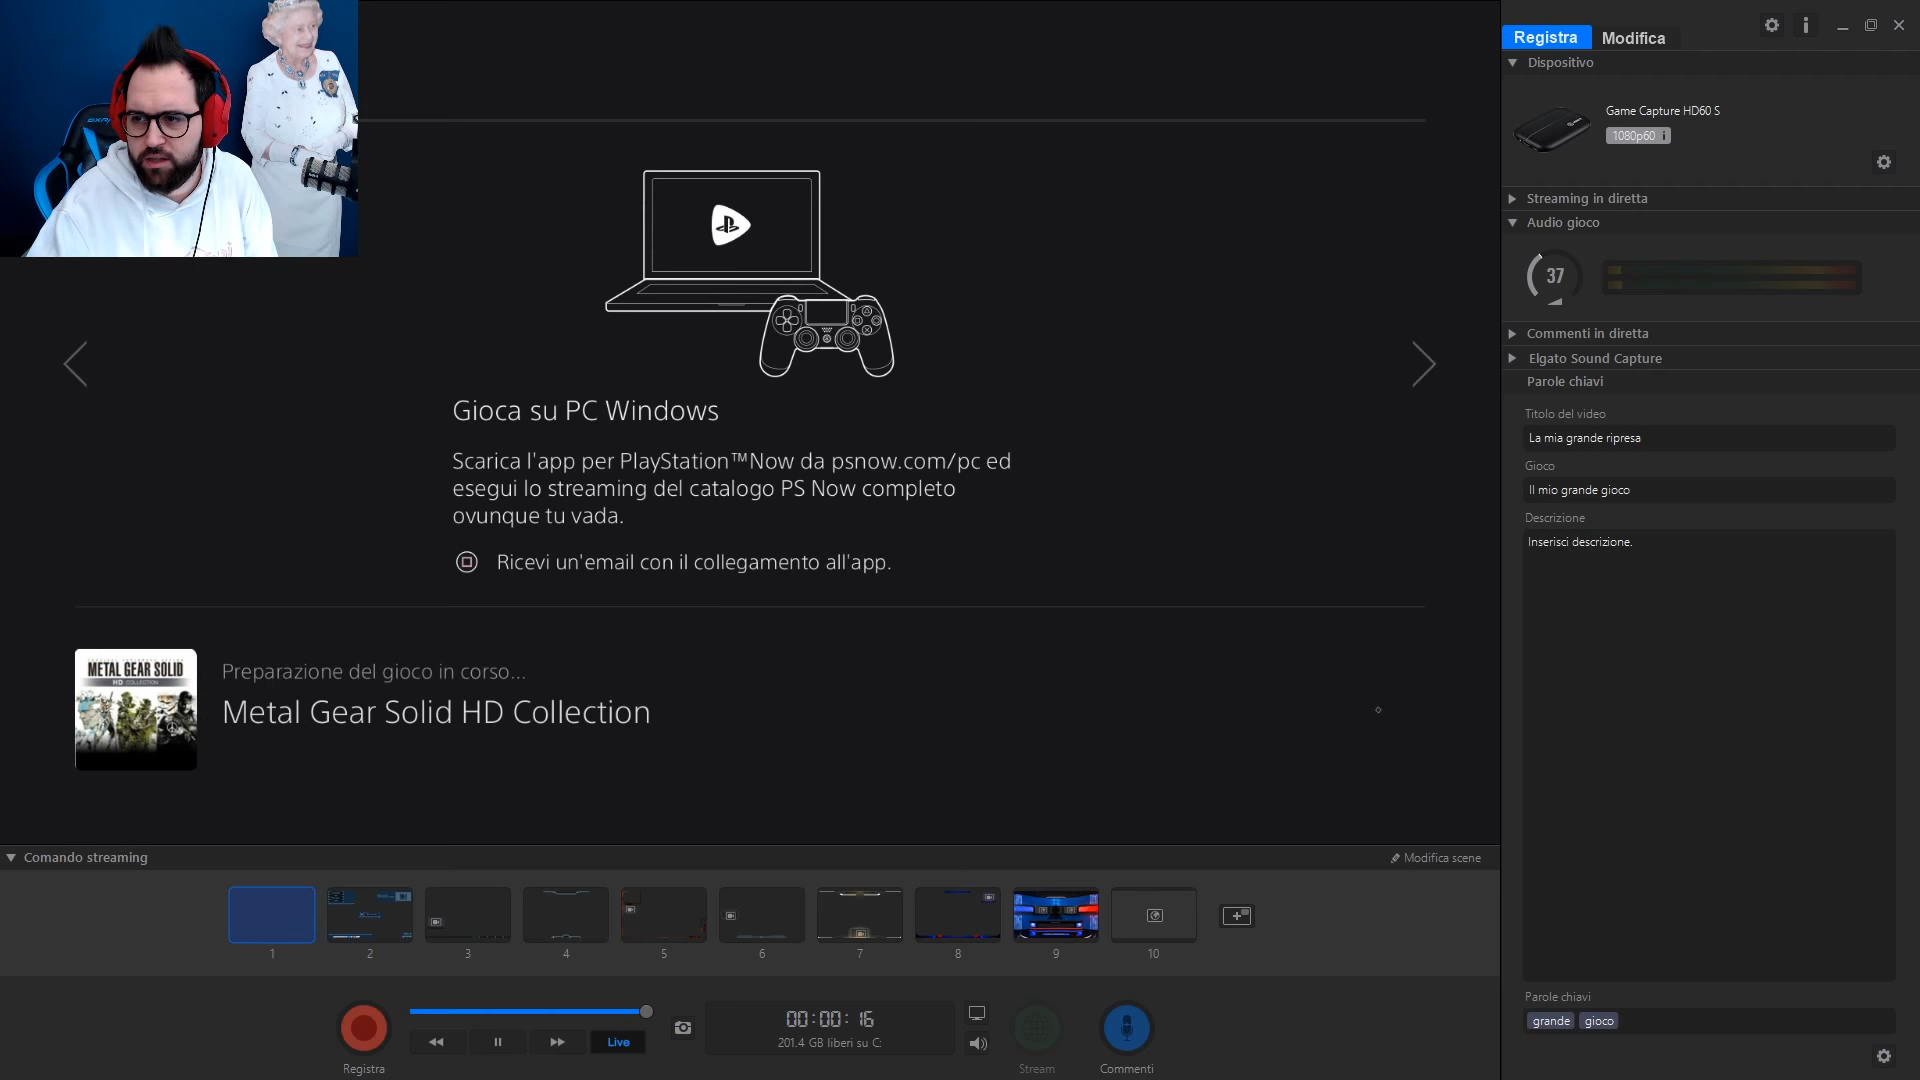 Registra
Modifica
Dispositivo
Game Capture HD60 S
1080p60 i
Streaming in diretta
Audio gioco
37
Commenti in diretta
Elgato Sound Capture
Parole chiavi
Titolo del video
La mia grande ripresa
Gioco
Il mio grande gioco
Descrizione
Inserisci descrizione.
Parole chiavi
grande gioco
Gioca su PC Windows
Scarica l'app per PlayStation™Now da psnow.com/pc ed
esegui lo streaming del catalogo PS Now completo
ovunque tu vada.
Ricevi un'email con il collegamento all'app.
METAL GEAR SOLID
HD COLLECTION
Preparazione del gioco in corso...
Metal Gear Solid HD Collection
Comando streaming
Modifica scene
1
2
3
4
5
6
7
8
9
10
Live
00:00:16
201.4 GB liberi su C:
Registra
Stream
Commenti